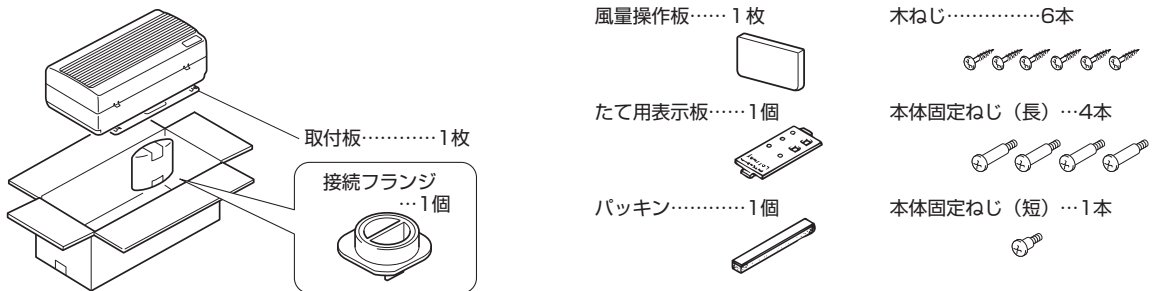 取付板…………1枚
接続フランジ
…1個
風量操作板……1枚
たて用表示板……1個
パッキン…………1個
木ねじ……………6本
本体固定ねじ（長）…4本
本体固定ねじ（短）…1本